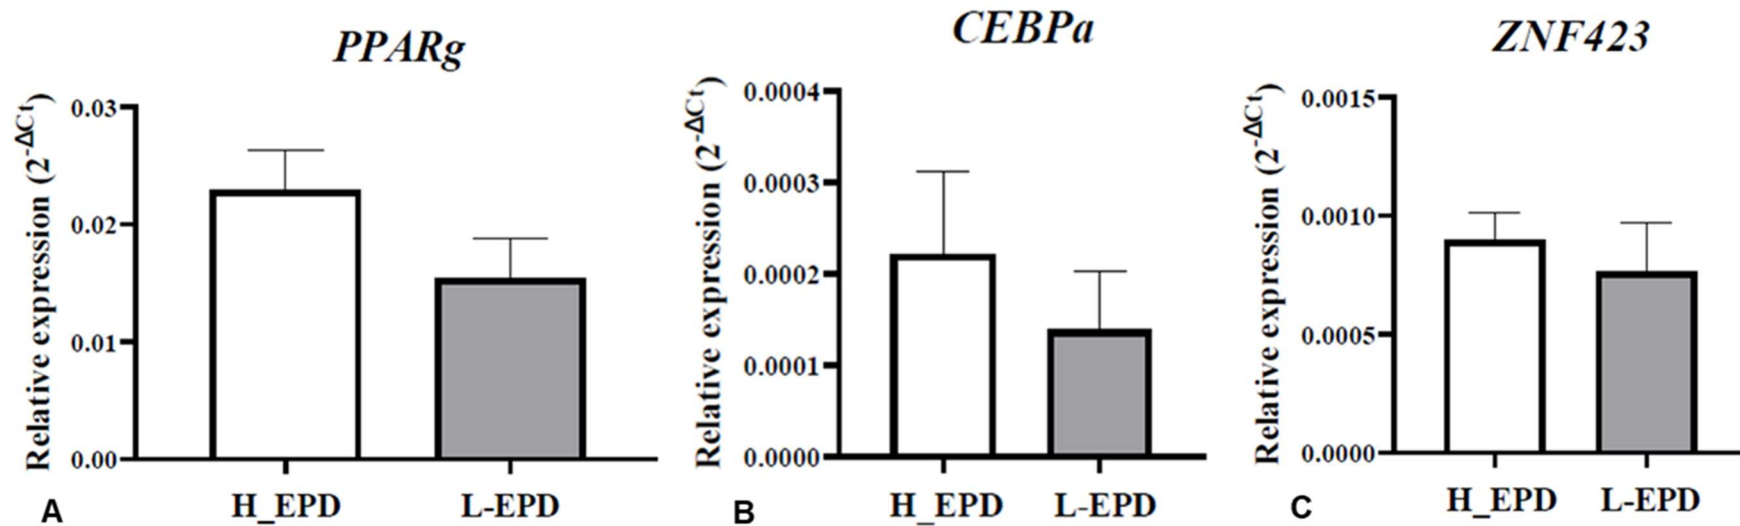 PPARg
Relative expression (2^-ΔCt)
0.03
0.02
0.01
0.00
H_EPD
L-EPD
A
CEBPa
Relative expression (2^-ΔCt)
0.0004
0.0003
0.0002
0.0001
0.0000
H_EPD
L-EPD
B
ZNF423
Relative expression (2^-ΔCt)
0.0015
0.0010
0.0005
0.0000
H_EPD
L-EPD
C